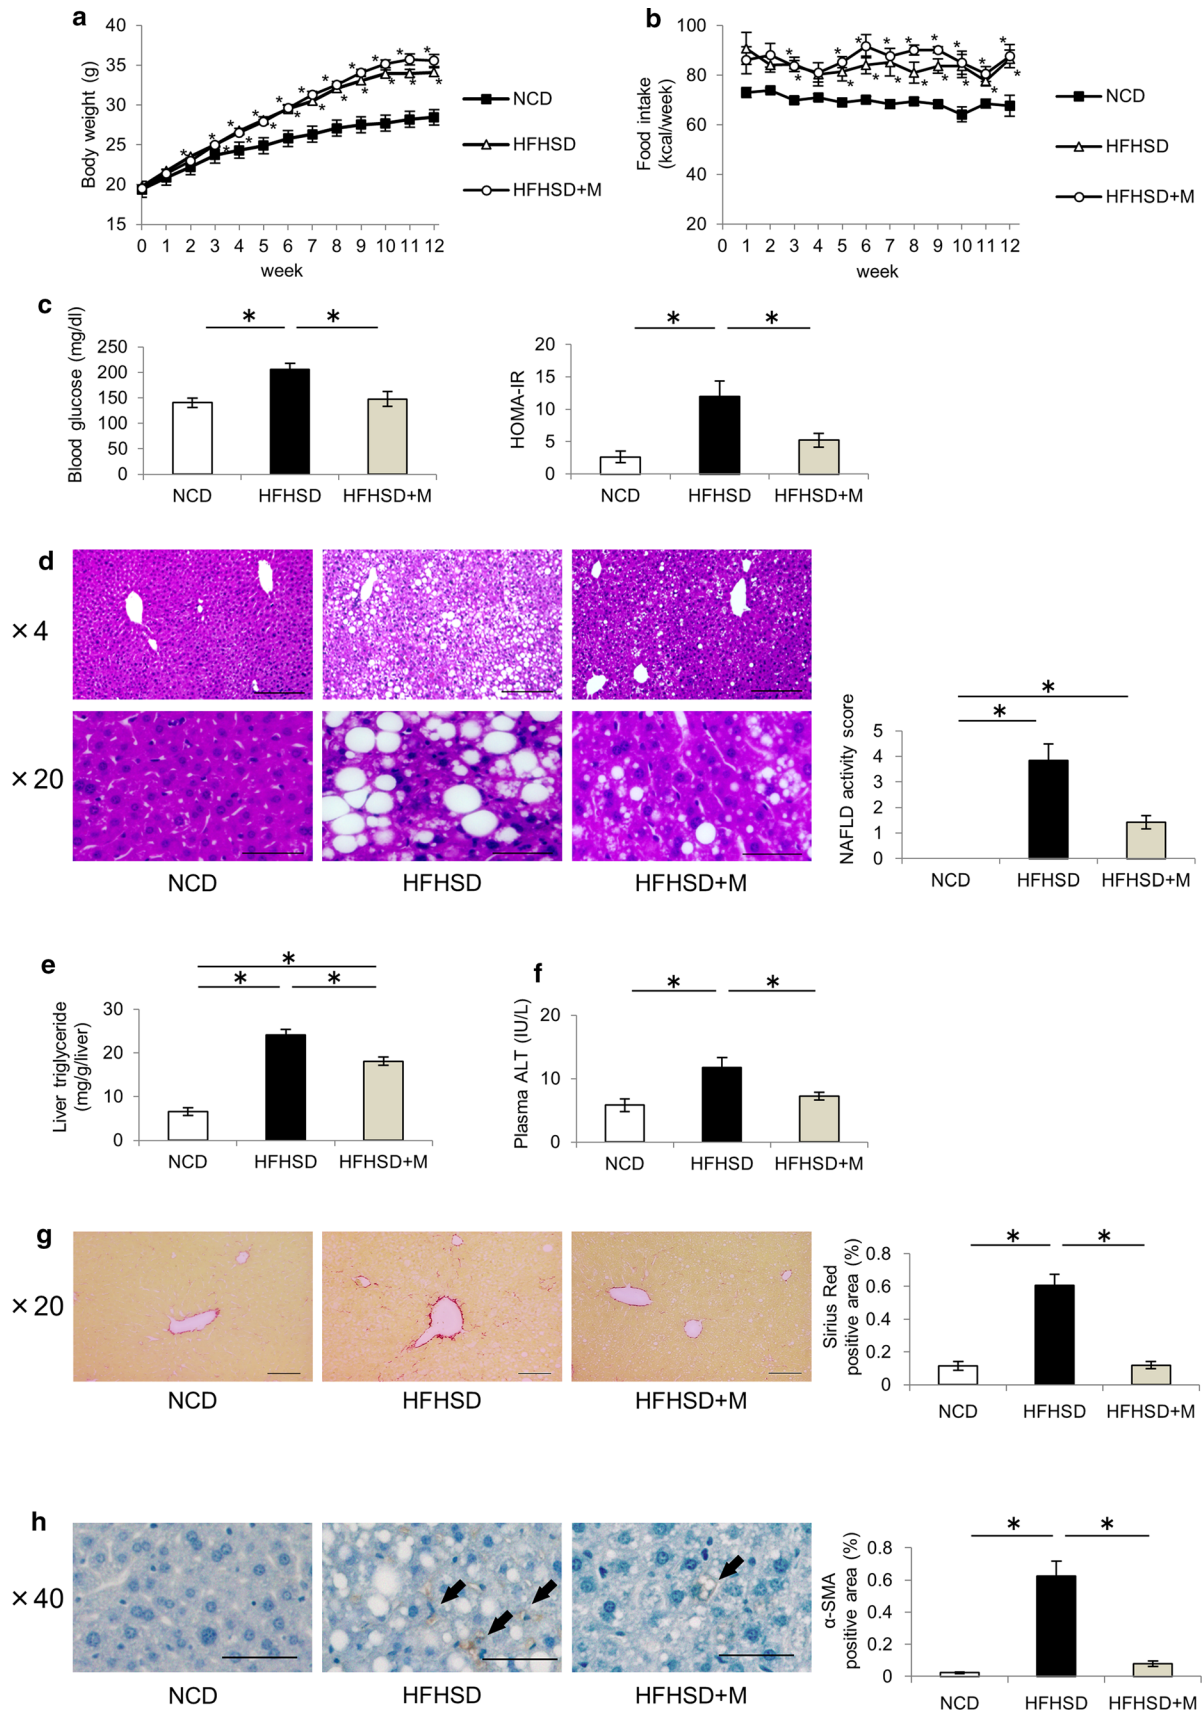 a
Body weight (g)
40
35
30
25
20
15
0 1 2 3 4 5 6 7 8 9 10 11 12
week
NCD
HFHSD
HFHSD+M
b
Food intake
(kcal/week)
100
80
60
40
20
0 1 2 3 4 5 6 7 8 9 10 11 12
week
NCD
HFHSD
HFHSD+M
c
Blood glucose (mg/dl)
250
200
150
100
50
0
* *
NCD HFHSD HFHSD+M
HOMA-IR
20
15
10
5
0
* *
NCD HFHSD HFHSD+M
d
×4
×20
NCD HFHSD HFHSD+M
NAFLD activity score
5
4
3
2
1
0
*
*
NCD HFHSD HFHSD+M
e
Liver triglyceride
(mg/g/liver)
30
20
10
0
*
* *
NCD HFHSD HFHSD+M
f
Plasma ALT (IU/L)
20
10
0
* *
NCD HFHSD HFHSD+M
g
×20
NCD HFHSD HFHSD+M
Sirius Red
positive area (%)
0.8
0.6
0.4
0.2
0
* *
NCD HFHSD HFHSD+M
h
×40
NCD HFHSD HFHSD+M
α-SMA
positive area (%)
0.8
0.6
0.4
0.2
0
* *
NCD HFHSD HFHSD+M